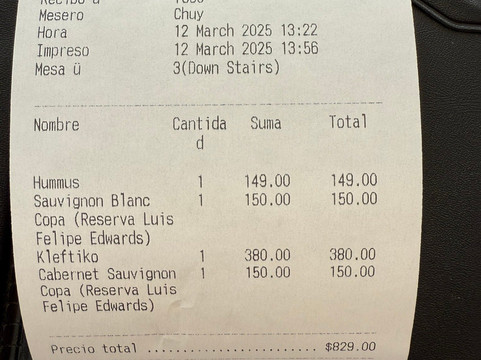 Mesero Chuy
Hora 12 March 2025 13:22
Impreso 12 March 2025 13:56
Mesa ü 3(Down Stairs)
Nombre Cantida Suma Total
d
Hummus 1 149.00 149.00
Sauvignon Blanc 1 150.00 150.00
Copa (Reserva Luis
Felipe Edwards)
Kleftiko 1 380.00 380.00
Cabernet Sauvignon 1 150.00 150.00
Copa (Reserva Luis
Felipe Edwards)
Precio total ........................ $829.00